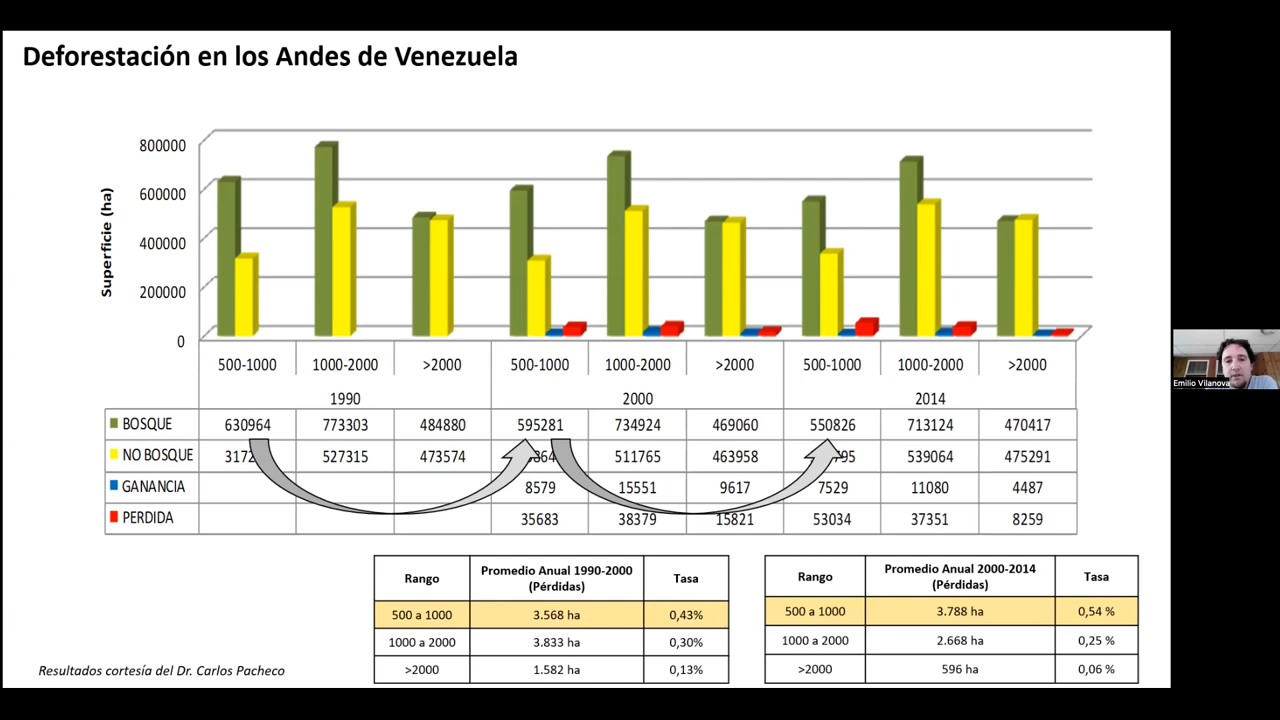 Deforestación en los Andes de Venezuela
Superficie (ha)
800000
600000
400000
200000
0
500-1000 1000-2000 >2000 500-1000 1000-2000 >2000 500-1000 1000-2000 >2000
1990 2000 2014
BOSQUE 630964 773303 484880 595281 734924 469060 550826 713124 470417
NO BOSQUE 527315 473574 511765 463958 539064 475291
GANANCIA 8579 15551 9617 7529 11080 4487
PERDIDA 35683 38379 15821 53034 37351 8259
Rango Promedio Anual 1990-2000 (Pérdidas) Tasa
500 a 1000 3.568 ha 0,43%
1000 a 2000 3.833 ha 0,30%
>2000 1.582 ha 0,13%
Rango Promedio Anual 2000-2014 (Pérdidas) Tasa
500 a 1000 3.788 ha 0,54 %
1000 a 2000 2.668 ha 0,25 %
>2000 596 ha 0,06 %
Resultados cortesía del Dr. Carlos Pacheco
Emilio Vilanova